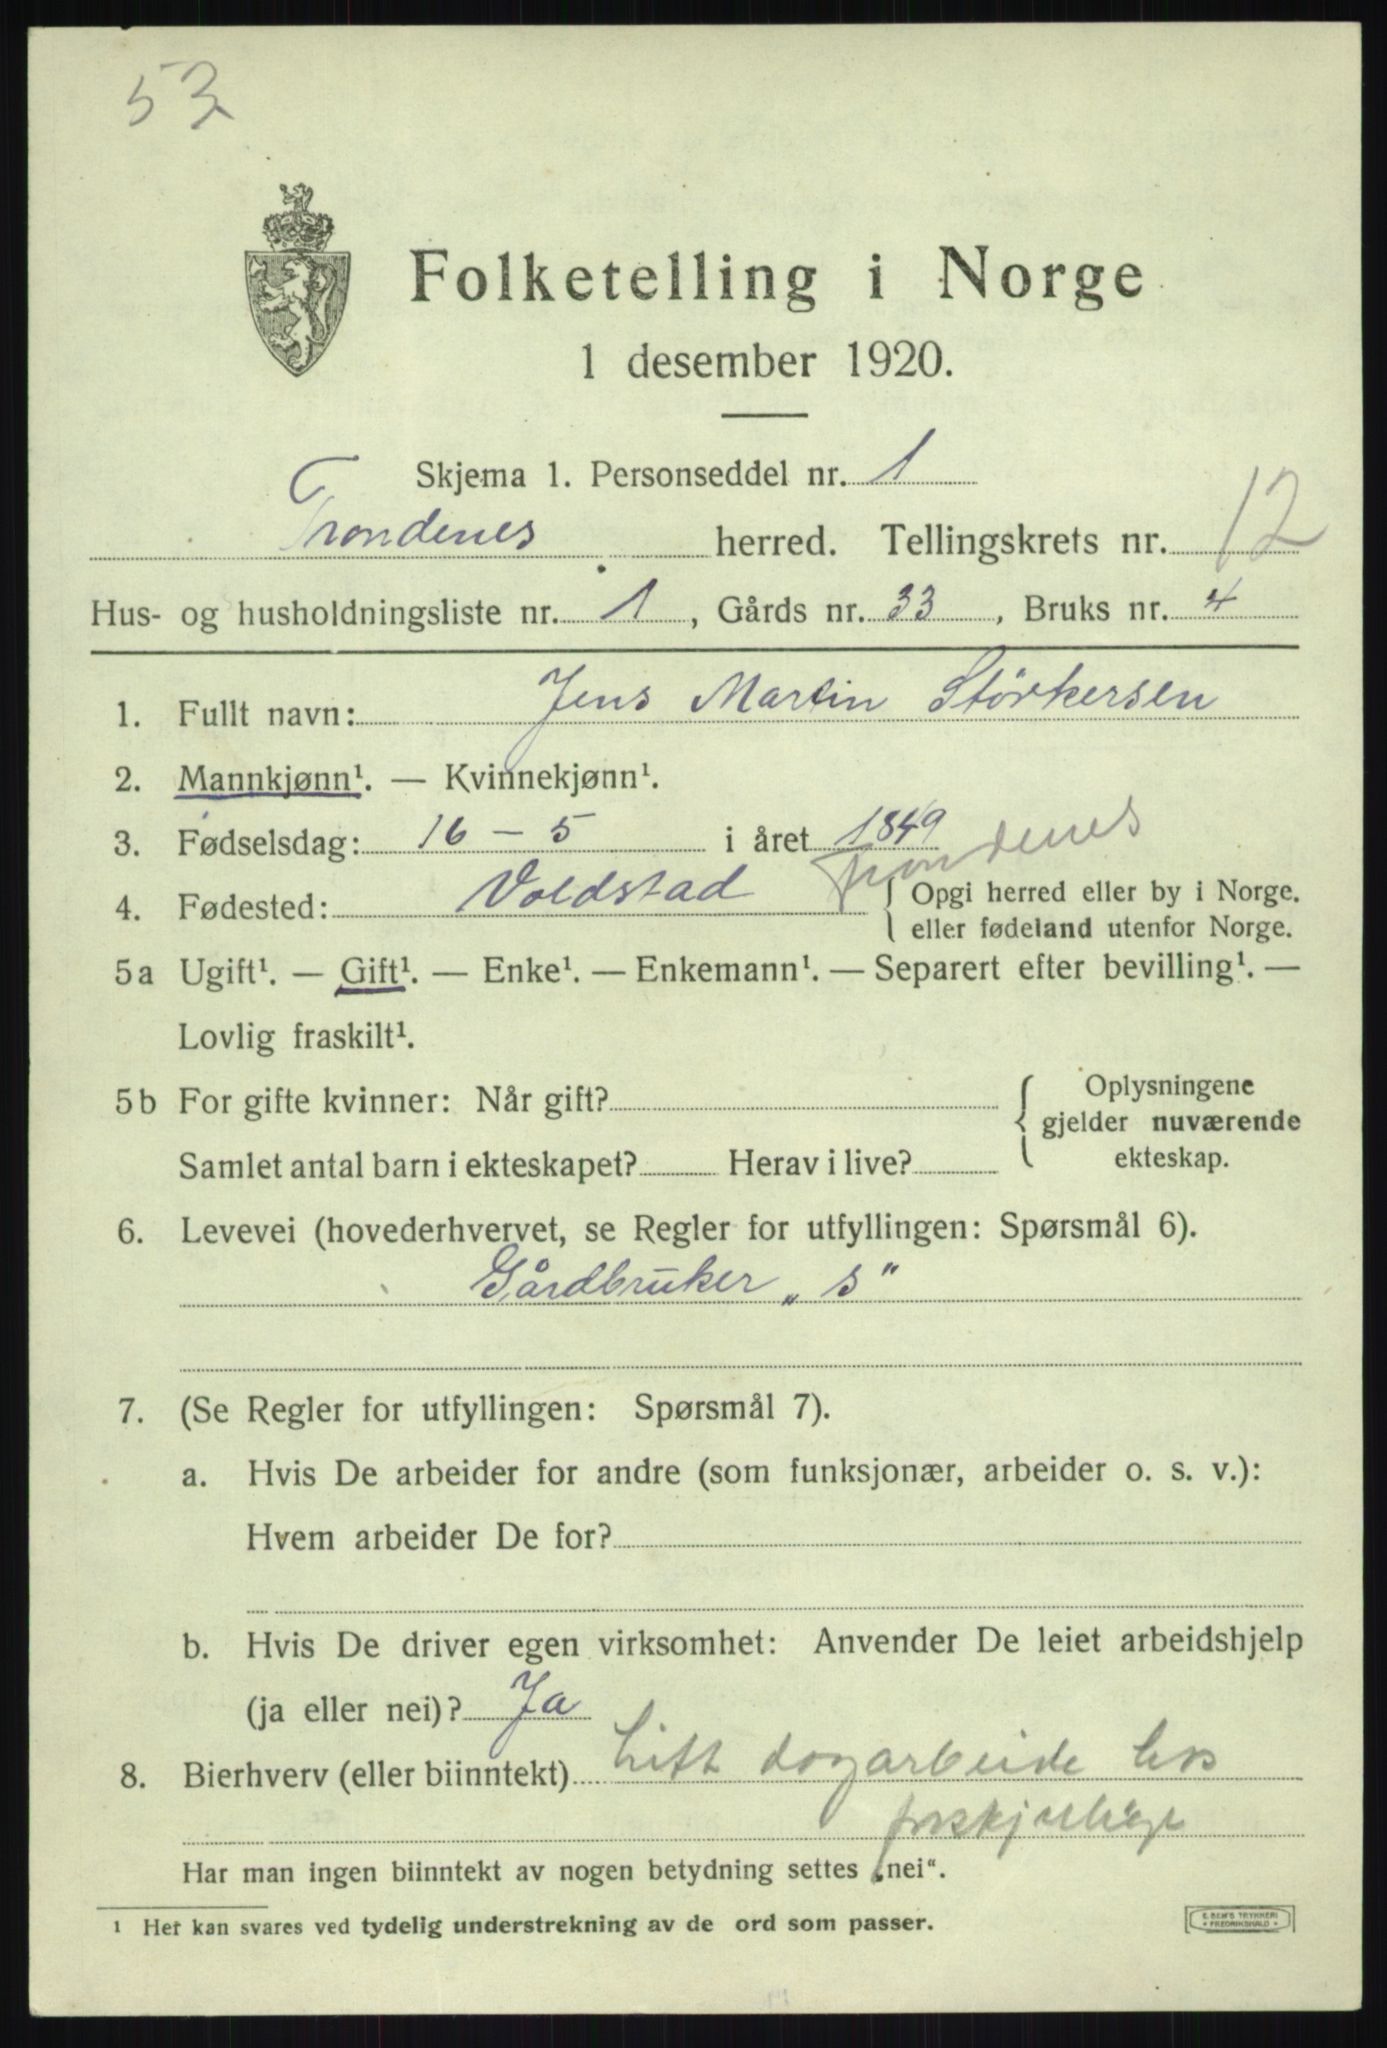 53
Folketelling i Norge
1 desember 1920.
Skjema 1. Personseddel nr. 1
Trondenes herred. Tellingskrets nr. 12
Hus- og husholdningsliste nr. 1, Gårds nr. 33, Bruks nr. 4
1. Fullt navn: Jens Martin Størkersen
2. Mannkjønn¹. — Kvinnekjønn¹.
3. Fødselsdag: 16 - 5 i året 1849
4. Fødested: Voldstad Trondenes { Opgi herred eller by i Norge.
eller fødeland utenfor Norge.
5a Ugift¹. — Gift¹. — Enke¹. — Enkemann¹. — Separert efter bevilling¹. —
Lovlig fraskilt¹.
5b For gifte kvinner: Når gift? { Oplysningene
gjelder nuværende
Samlet antal barn i ekteskapet? Herav i live? ekteskap.
6. Levevei (hovederhvervet, se Regler for utfyllingen: Spørsmål 6).
Gårdbruker „s“
7. (Se Regler for utfyllingen: Spørsmål 7).
a. Hvis De arbeider for andre (som funksjonær, arbeider o. s. v.):
Hvem arbeider De for?
b. Hvis De driver egen virksomhet: Anvender De leiet arbeidshjelp
(ja eller nei)? Ja
8. Bierhverv (eller biinntekt) Litt dagarbeide hos
forskjellige
Har man ingen biinntekt av nogen betydning settes „nei“.
¹ Her kan svares ved tydelig understrekning av de ord som passer.
E. SEM'S TRYKKERI
• FREDRIKSHALD •